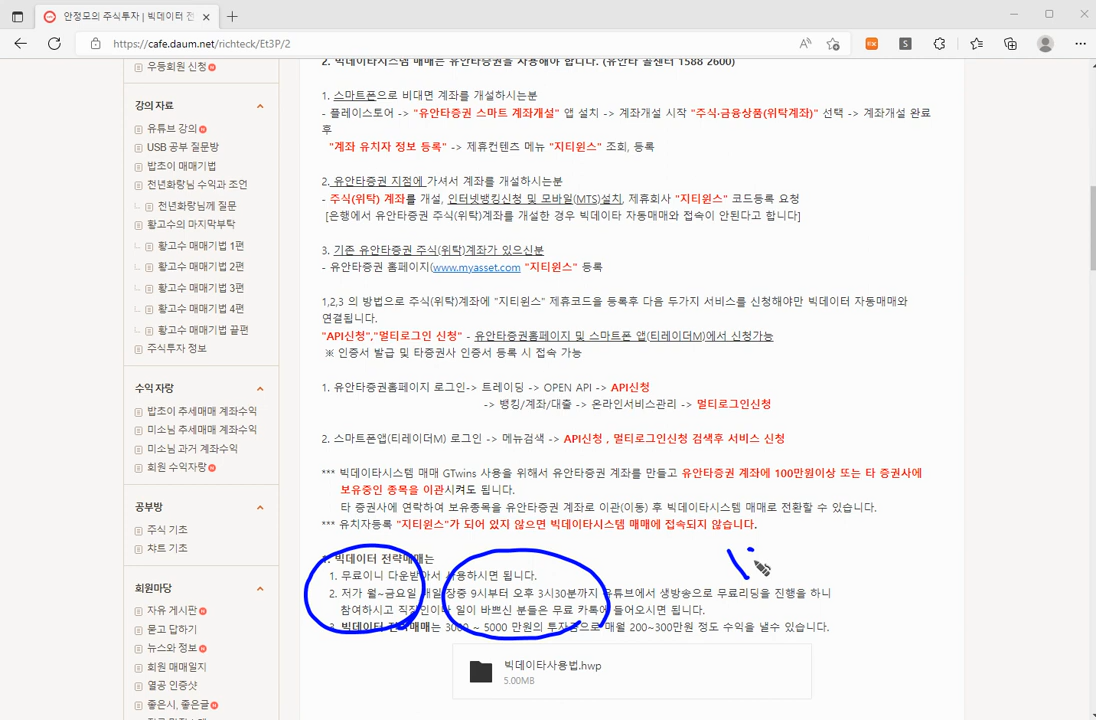 안정모의 주식투자 | 빅데이터 전
https://cafe.daum.net/richteck/Et3P/2
우동회원 신청
강의 자료
유튜브 강의
USB 공부 질문방
밥조이 매매기법
천년화랑님 수익과 조언
천년화랑님께 질문
황고수의 마지막부탁
황고수 매매기법 1편
황고수 매매기법 2편
황고수 매매기법 3편
황고수 매매기법 4편
황고수 매매기법 끝편
주식투자 정보
수익 자랑
밥조이 추세매매 계좌수익
미소님 추세매매 계좌수익
미소님 과거 계좌수익
회원 수익자랑
공부방
주식 기초
챠트 기초
회원마당
자유 게시판
묻고 답하기
뉴스와 정보
회원 매매일지
열공 인증샷
좋은시, 좋은글
2. 빅데이타시스템 매매는 유안타증권을 사용해야 합니다. (유안타 콜센터 1588 2600)
1. 스마트폰으로 비대면 계좌를 개설하시는분
- 플레이스토어 -> "유안타증권 스마트 계좌개설" 앱 설치 -> 계좌개설 시작 "주식·금융상품(위탁계좌)" 선택 -> 계좌개설 완료
후
"계좌 유치자 정보 등록" -> 제휴컨텐츠 메뉴 "지티윈스" 조회, 등록
2. 유안타증권 지점에 가셔서 계좌를 개설하시는분
- 주식(위탁) 계좌를 개설, 인터넷뱅킹신청 및 모바일(MTS)설치, 제휴회사 "지티윈스" 코드등록 요청
[은행에서 유안타증권 주식(위탁)계좌를 개설한 경우 빅데이타 자동매매와 접속이 안된다고 합니다]
3. 기존 유안타증권 주식(위탁)계좌가 있으신분
- 유안타증권 홈페이지(www.myasset.com "지티윈스" 등록
1,2,3 의 방법으로 주식(위탁)계좌에 "지티윈스" 제휴코드를 등록후 다음 두가지 서비스를 신청해야만 빅데이터 자동매매와
연결됩니다.
"API신청","멀티로그인 신청" - 유안타증권홈페이지 및 스마트폰 앱(티레이더M)에서 신청가능
※ 인증서 발급 및 타증권사 인증서 등록 시 접속 가능
1. 유안타증권홈페이지 로그인-> 트레이딩 -> OPEN API -> API신청
-> 뱅킹/계좌/대출 -> 온라인서비스관리 -> 멀티로그인신청
2. 스마트폰앱(티레이더M) 로그인 -> 메뉴검색 -> API신청 , 멀티로그인신청 검색후 서비스 신청
*** 빅데이타시스템 매매 GTwins 사용을 위해서 유안타증권 계좌를 만들고 유안타증권 계좌에 100만원이상 또는 타 증권사에
보유중인 종목을 이관시켜도 됩니다.
타 증권사에 연락하여 보유종목을 유안타증권 계좌로 이관(이동) 후 빅데이타시스템 매매로 전환할 수 있습니다.
*** 유치자등록 "지티윈스"가 되어 있지 않으면 빅데이타시스템 매매에 접속되지 않습니다.
빅데이터 전략매매는
1. 무료이니 다운받아서 사용하시면 됩니다.
2. 저가 월~금요일 매일 장중 9시부터 오후 3시30분까지 유튜브에서 생방송으로 무료리딩을 진행을 하니
참여하시고 직장인이나 일이 바쁘신 분들은 무료 카톡에 들어오시면 됩니다.
3. 빅데이타 전략매매는 3000 ~ 5000 만원의 투자금으로 매월 200~300만원 정도 수익을 낼수 있습니다.
빅데이타사용법.hwp
5.00MB